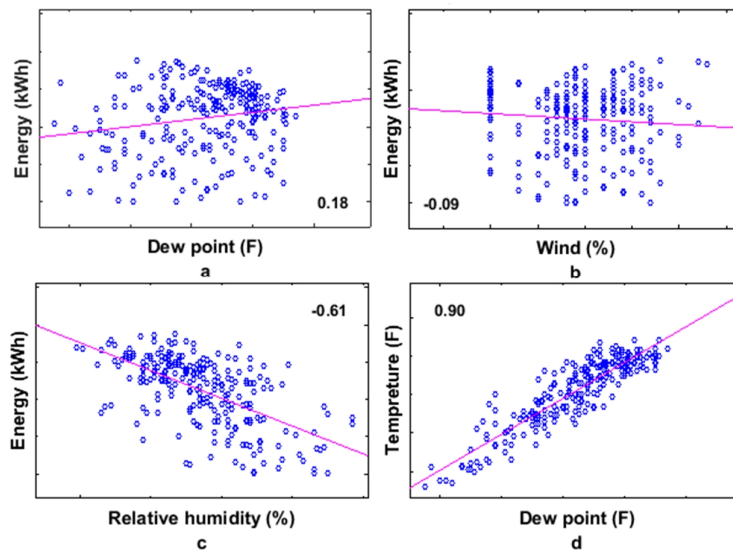 Energy (kWh)
0.18
Dew point (F)
a
Energy (kWh)
-0.09
Wind (%)
b
Energy (kWh)
-0.61
Relative humidity (%)
c
Tempreture (F)
0.90
Dew point (F)
d